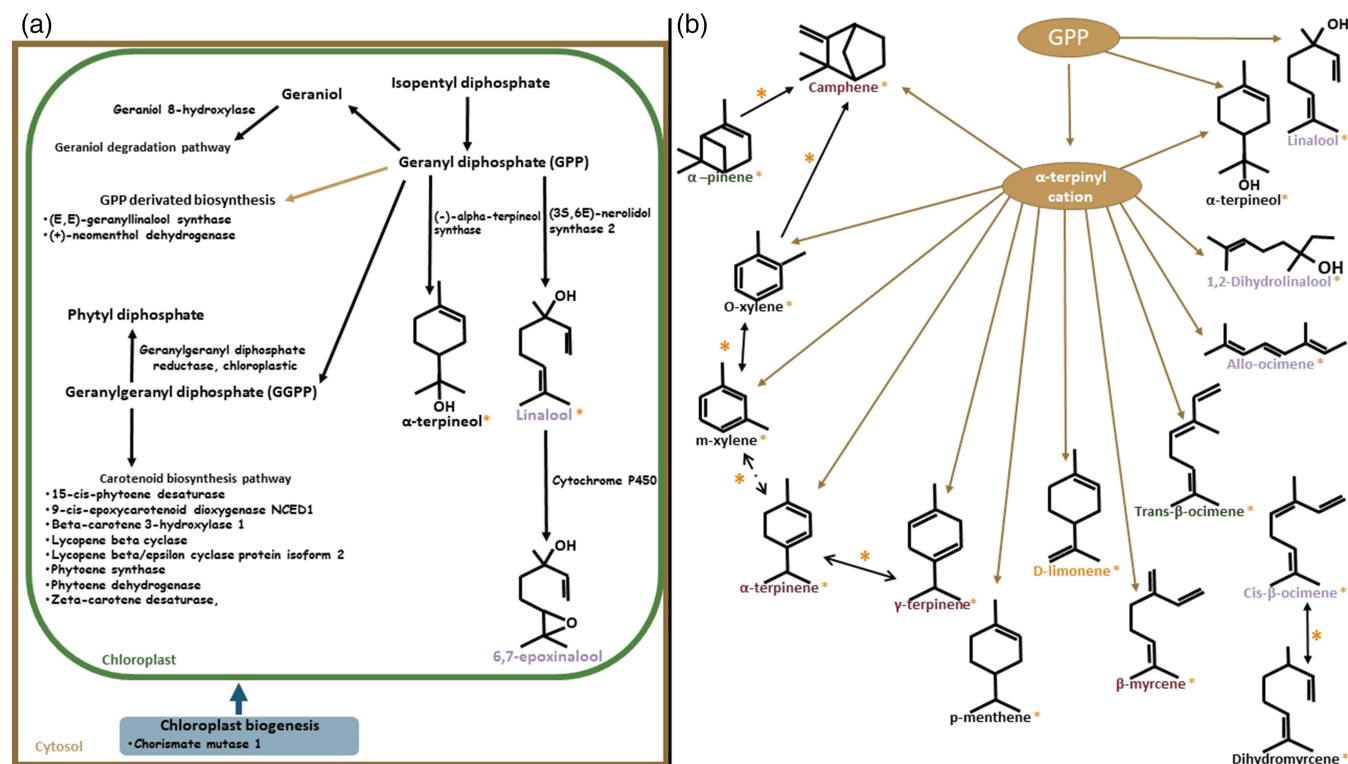 (a)
Isopentyl diphosphate
Geraniol
Geraniol 8-hydroxylase
Geraniol degradation pathway
Geranyl diphosphate (GPP)
GPP derivated biosynthesis
•(E,E)-geranyllinalool synthase
•(+)-neomenthol dehydrogenase
(-)-alpha-terpineol
synthase
(3S,6E)-nerolidol
synthase 2
Phytyl diphosphate
Geranylgeranyl diphosphate
reductase, chloroplastic
Geranylgeranyl diphosphate (GGPP)
OH
OH
α-terpineol*
Linalool *
Carotenoid biosynthesis pathway
•15-cis-phytoene desaturase
•9-cis-epoxycarotenoid dioxygenase NCED1
•Beta-carotene 3-hydroxylase 1
•Lycopene beta cyclase
•Lycopene beta/epsilon cyclase protein isoform 2
•Phytoene synthase
•Phytoene dehydrogenase
•Zeta-carotene desaturase,
Cytochrome P450
OH
O
6,7-epoxinalool
Chloroplast
Chloroplast biogenesis
•Chorismate mutase 1
Cytosol
(b)
GPP
OH
Linalool *
Camphene *
*
α –pinene *
*
α-terpinyl
cation
OH
α-terpineol*
O-xylene *
OH
1,2-Dihydrolinalool *
*
Allo-ocimene *
m-xylene *
*
Trans-β-ocimene *
D-limonene *
α-terpinene *
*
γ-terpinene *
Cis-β-ocimene *
*
β-myrcene *
p-menthene *
Dihydromyrcene *